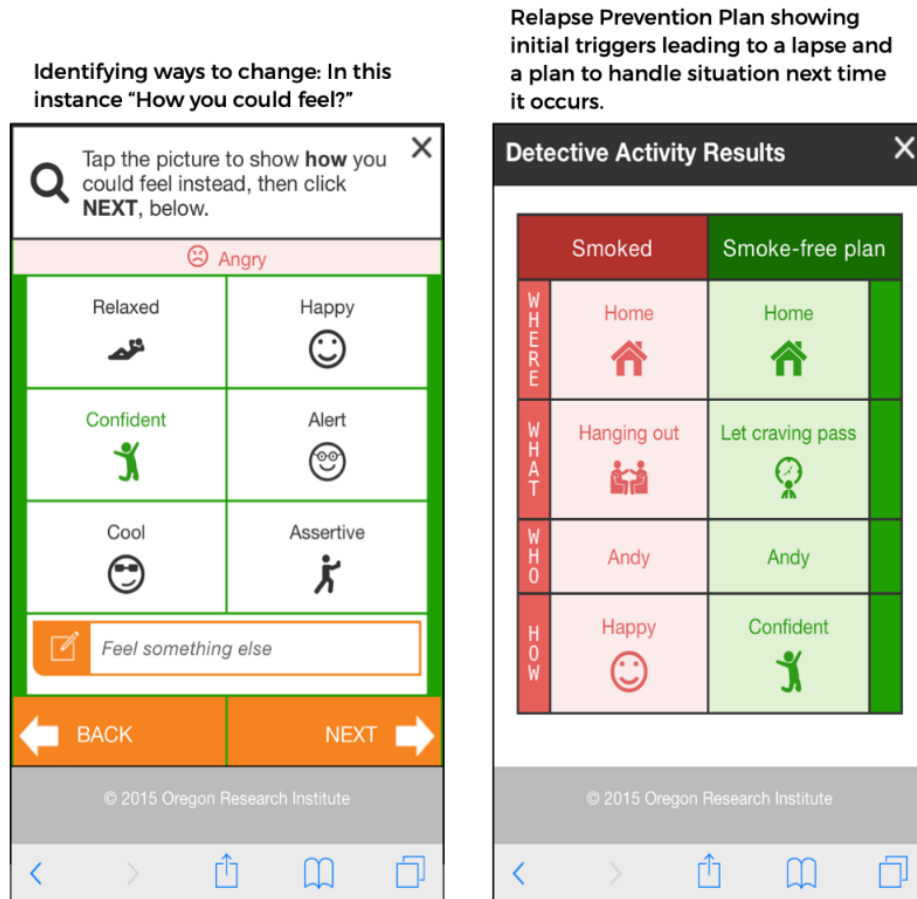 Identifying ways to change: In this
instance “How you could feel?”
Tap the picture to show how you
could feel instead, then click
NEXT, below.
Angry
Relaxed
Happy
Confident
Alert
Cool
Assertive
Feel something else
BACK
NEXT
© 2015 Oregon Research Institute
Relapse Prevention Plan showing
initial triggers leading to a lapse and
a plan to handle situation next time
it occurs.
Detective Activity Results
Smoked
Smoke-free plan
WHERE
Home
Home
WHAT
Hanging out
Let craving pass
WHO
Andy
Andy
HOW
Happy
Confident
© 2015 Oregon Research Institute